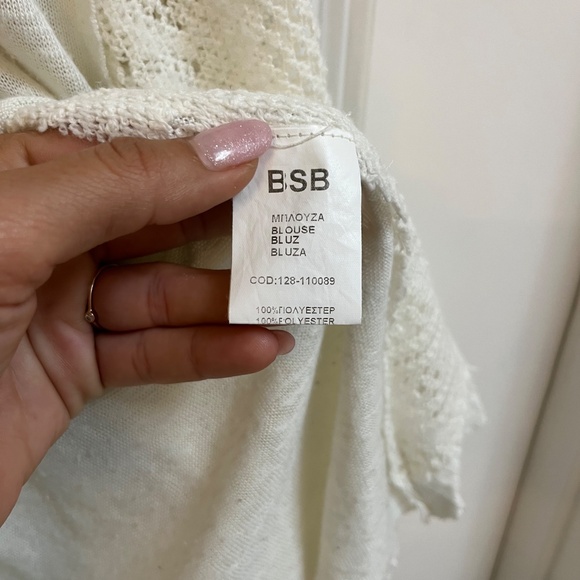 BSB
ΜΠΛΟΥΖΑ
BLOUSE
BLUZ
BLUZA
COD:128-110089
100%ΠΟΛΥΕΣΤΕΡ
100%POLYESTER